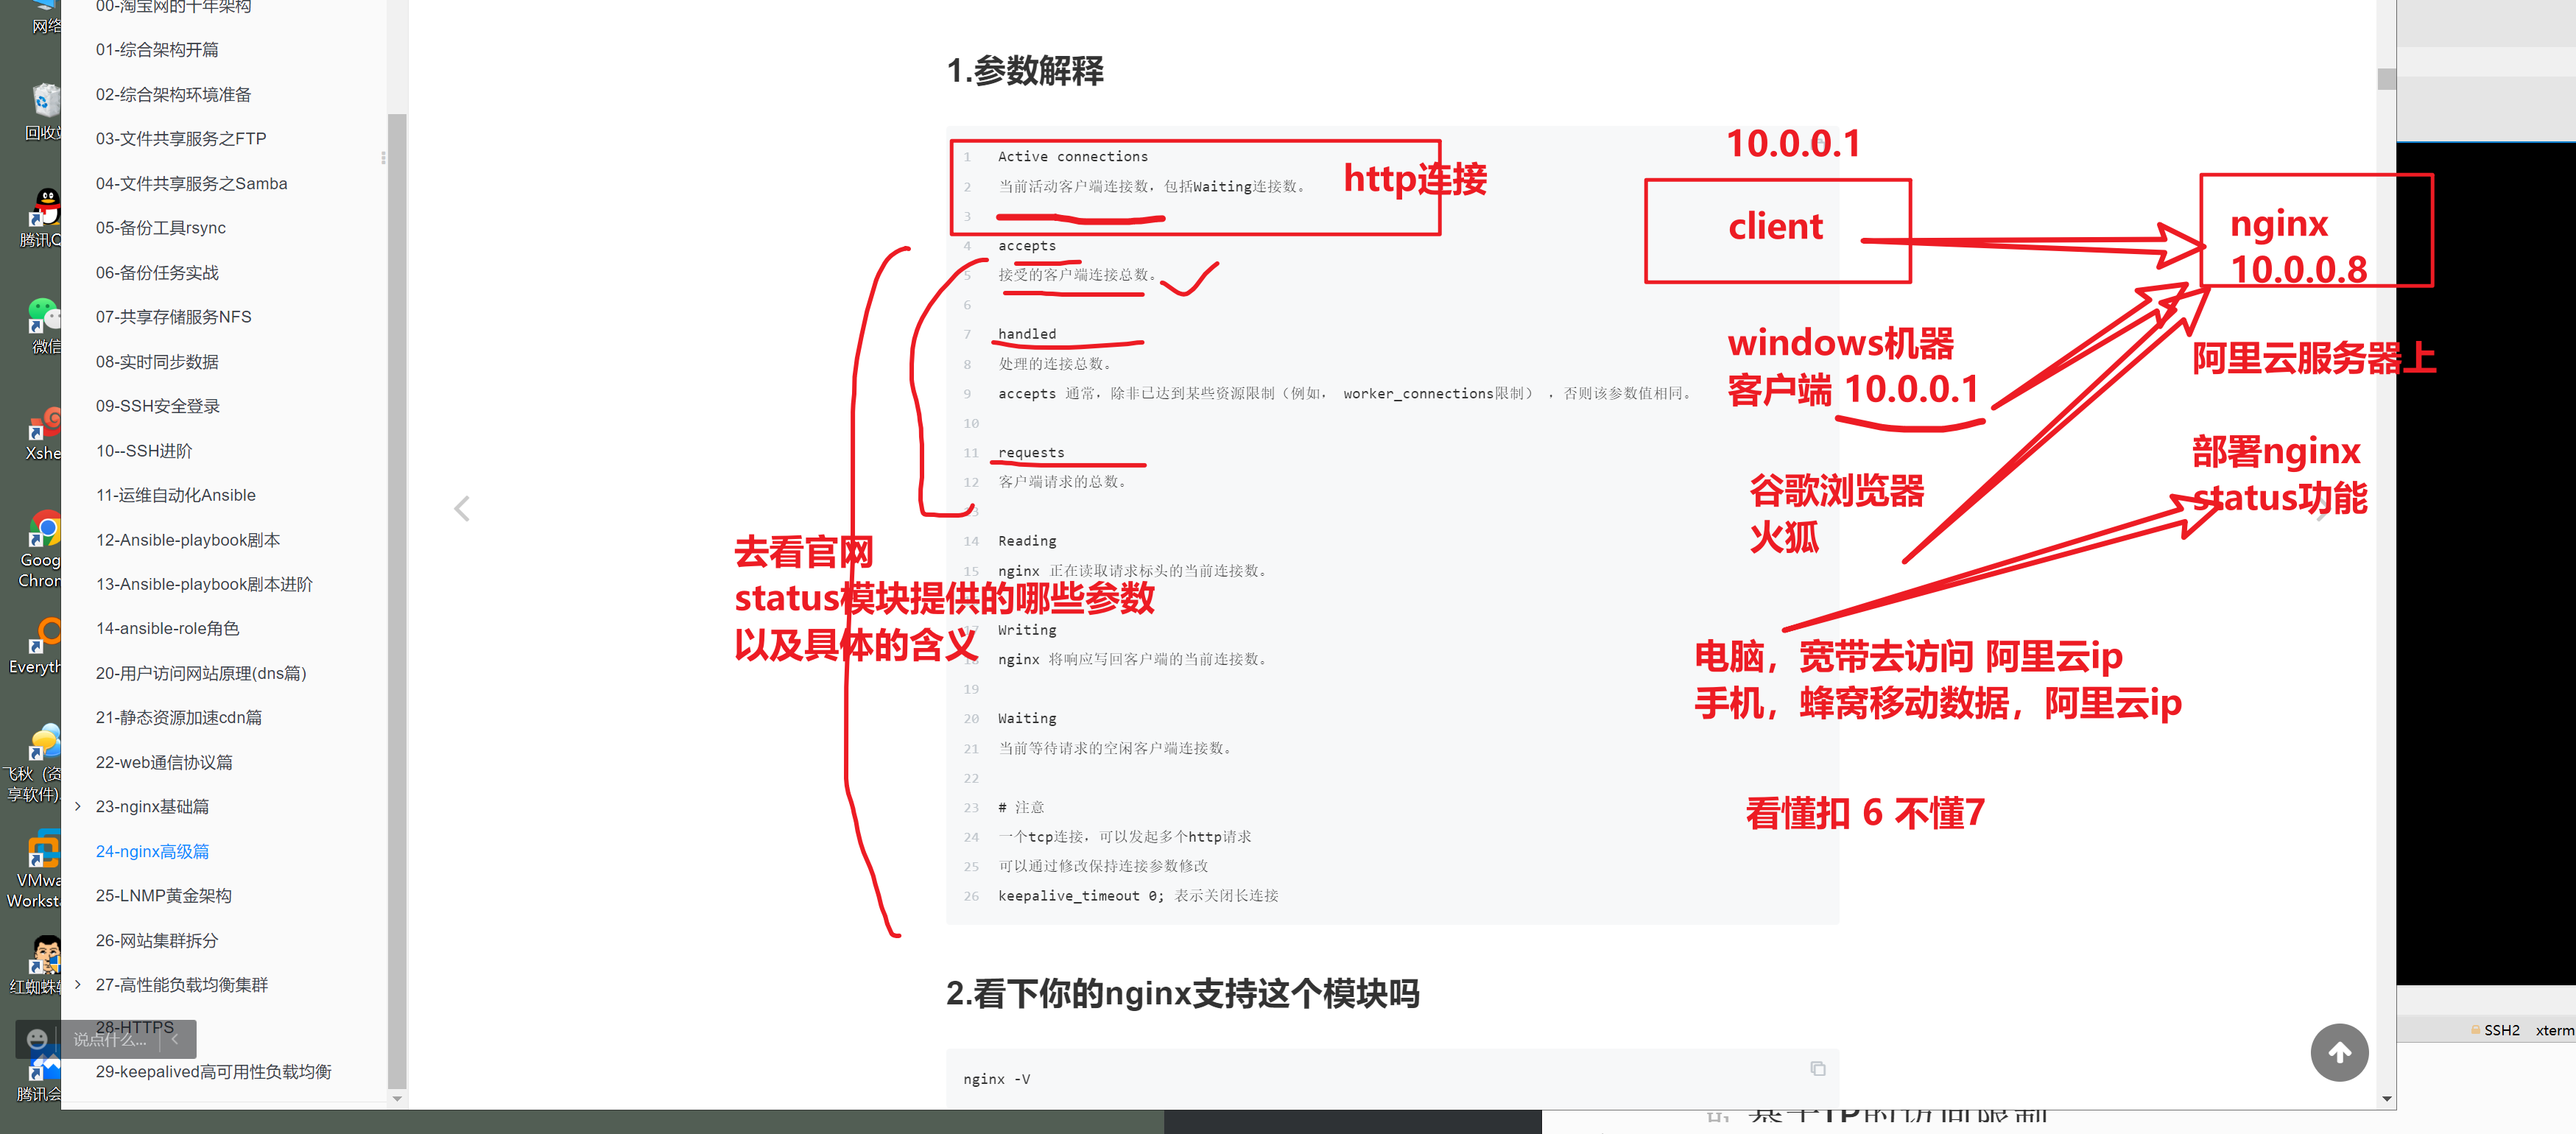 网络
回收站
腾讯Q
微信
Xshe
Goog
Chron
Everyth
飞秋（资
享软件）
VMwa
Workst
红蜘蛛
腾讯会
00-淘宝网的十年架构
01-综合架构开篇
02-综合架构环境准备
03-文件共享服务之FTP
04-文件共享服务之Samba
05-备份工具rsync
06-备份任务实战
07-共享存储服务NFS
08-实时同步数据
09-SSH安全登录
10--SSH进阶
11-运维自动化Ansible
12-Ansible-playbook剧本
13-Ansible-playbook剧本进阶
14-ansible-role角色
20-用户访问网站原理(dns篇)
21-静态资源加速cdn篇
22-web通信协议篇
23-nginx基础篇
24-nginx高级篇
25-LNMP黄金架构
26-网站集群拆分
27-高性能负载均衡集群
28-HTTPS
说点什么...
29-keepalived高可用性负载均衡
1.参数解释
1 Active connections
2 当前活动客户端连接数，包括Waiting连接数。
3
4 accepts
5 接受的客户端连接总数。
6
7 handled
8 处理的连接总数。
9 accepts 通常，除非已达到某些资源限制（例如， worker_connections限制） ，否则该参数值相同。
10
11 requests
12 客户端请求的总数。
13
14 Reading
15 nginx 正在读取请求标头的当前连接数。
17 Writing
18 nginx 将响应写回客户端的当前连接数。
19
20 Waiting
21 当前等待请求的空闲客户端连接数。
22
23 # 注意
24 一个tcp连接，可以发起多个http请求
25 可以通过修改保持连接参数修改
26 keepalive_timeout 0; 表示关闭长连接
http连接
去看官网
status模块提供的哪些参数
以及具体的含义
10.0.0.1
client
nginx
10.0.0.8
windows机器
客户端 10.0.0.1
阿里云服务器上
谷歌浏览器
火狐
部署nginx
status功能
电脑，宽带去访问 阿里云ip
手机，蜂窝移动数据，阿里云ip
看懂扣 6 不懂7
2.看下你的nginx支持这个模块吗
nginx -V
SSH2 xterm
基于IP的访问限制